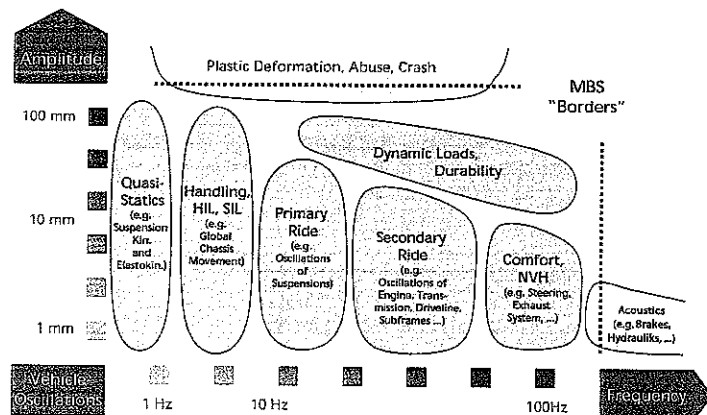 Amplitude
Plastic Deformation, Abuse, Crash
MBS
"Borders"
100 mm
10 mm
1 mm
Quasi-
Statics
(e.g.
Suspension
Kin.
and
Elastokin.)
Handling,
HIL, SIL
(e.g.
Global
Chassis
Movement)
Primary
Ride
(e.g.
Oscillations
of
Suspensions)
Dynamic Loads,
Durability
Secondary
Ride
(e.g.
Oscillations of
Engine, Trans-
mission, Driveline,
Subframes ...)
Comfort,
NVH
(e.g. Steering,
Exhaust
System, ...)
Acoustics
(e.g. Brakes,
Hydrauliks, ...)
Vehicle
Oscillations
1 Hz
10 Hz
100Hz
Frequency